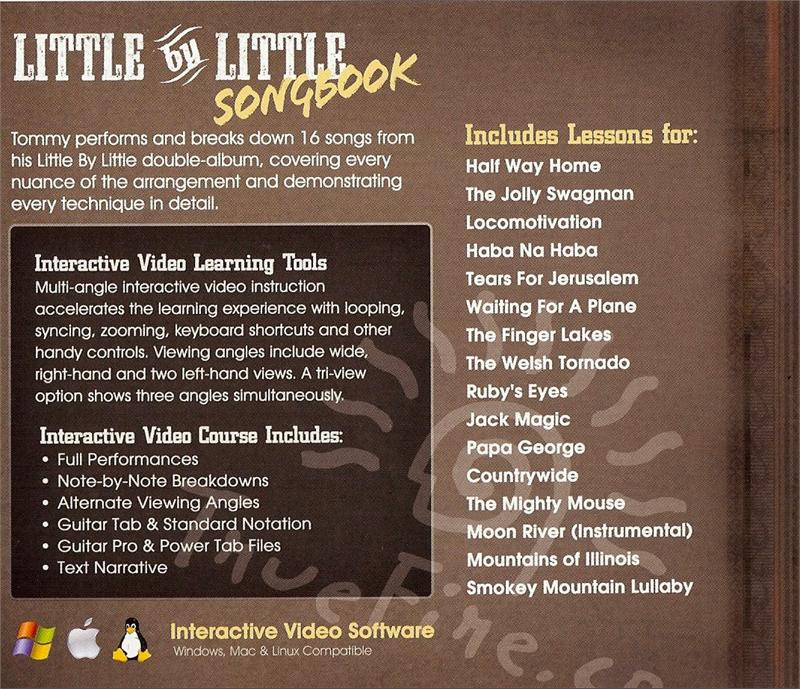 LITTLE by LITTLE
SONGBOOK
Tommy performs and breaks down 16 songs from
his Little By Little double-album, covering every
nuance of the arrangement and demonstrating
every technique in detail.
Interactive Video Learning Tools
Multi-angle interactive video instruction
accelerates the learning experience with looping,
syncing, zooming, keyboard shortcuts and other
handy controls. Viewing angles include wide,
right-hand and two left-hand views. A tri-view
option shows three angles simultaneously.
Interactive Video Course Includes:
• Full Performances
• Note-by-Note Breakdowns
• Alternate Viewing Angles
• Guitar Tab & Standard Notation
• Guitar Pro & Power Tab Files
• Text Narrative
Interactive Video Software
Windows, Mac & Linux Compatible
Includes Lessons for:
Half Way Home
The Jolly Swagman
Locomotivation
Haba Na Haba
Tears For Jerusalem
Waiting For A Plane
The Finger Lakes
The Welsh Tornado
Ruby's Eyes
Jack Magic
Papa George
Countrywide
The Mighty Mouse
Moon River (Instrumental)
Mountains of Illinois
Smokey Mountain Lullaby
TrueFire.co